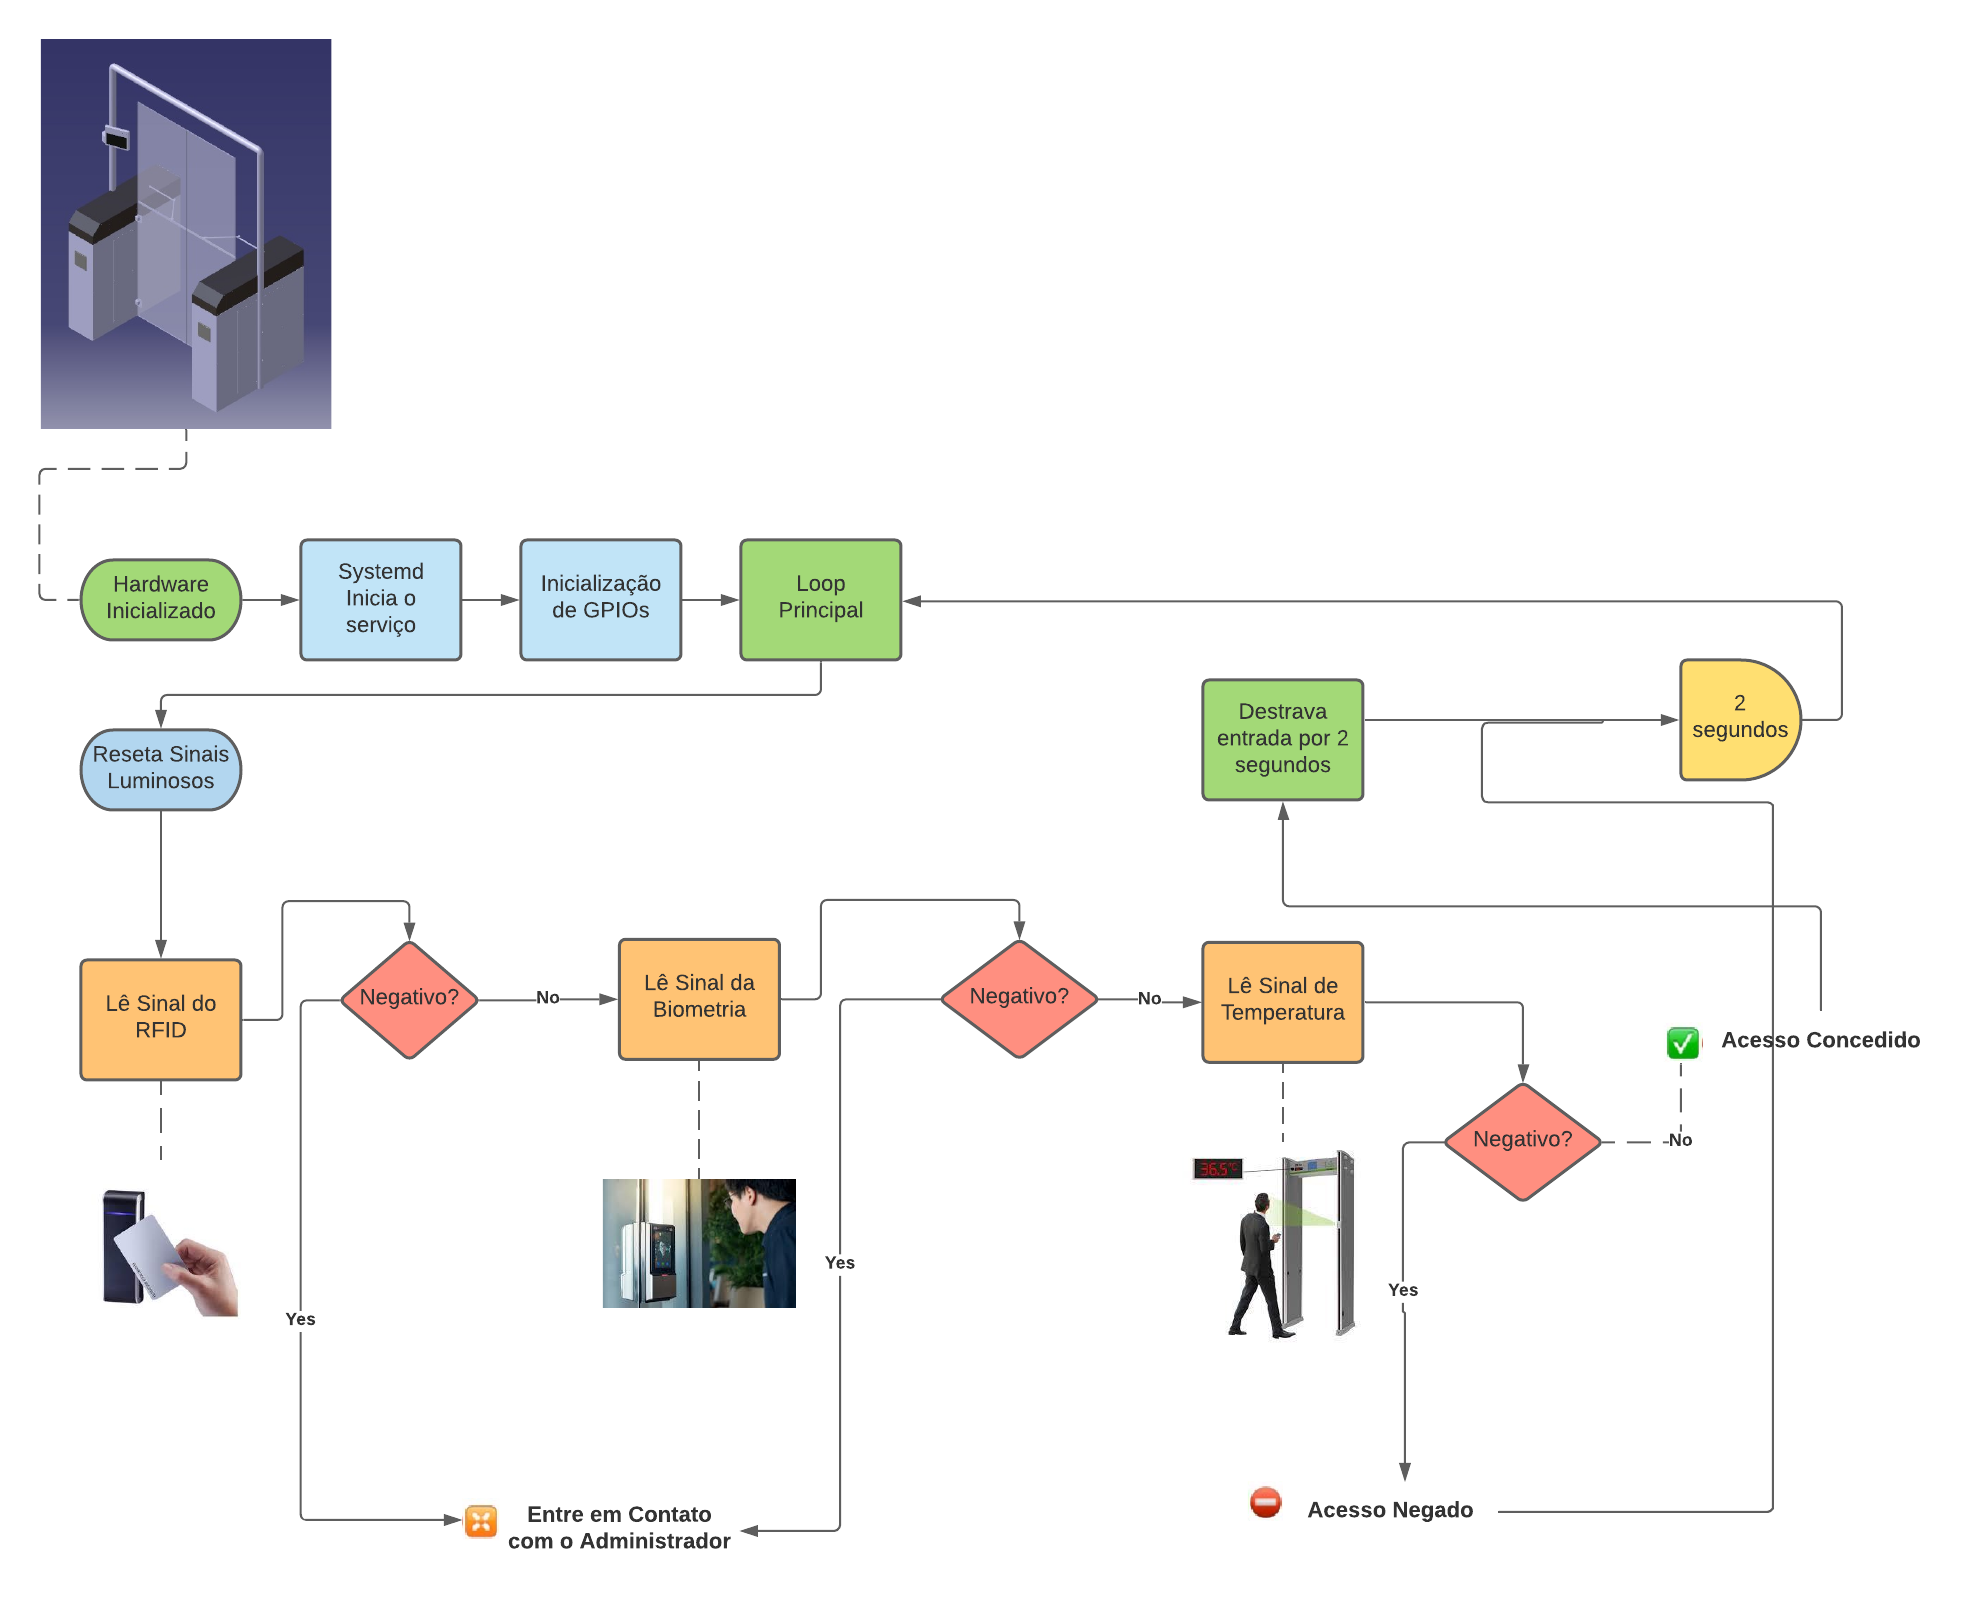 Hardware
Inicializado
Systemd
Inicia o
serviço
Inicialização
de GPIOs
Loop
Principal
Reseta Sinais
Luminosos
Destrava
entrada por 2
segundos
2
segundos
Lê Sinal do
RFID
Negativo?
No
Lê Sinal da
Biometria
Negativo?
No
Lê Sinal de
Temperatura
Acesso Concedido
Negativo?
No
36,5°C
Yes
Yes
Yes
Entre em Contato
com o Administrador
Acesso Negado